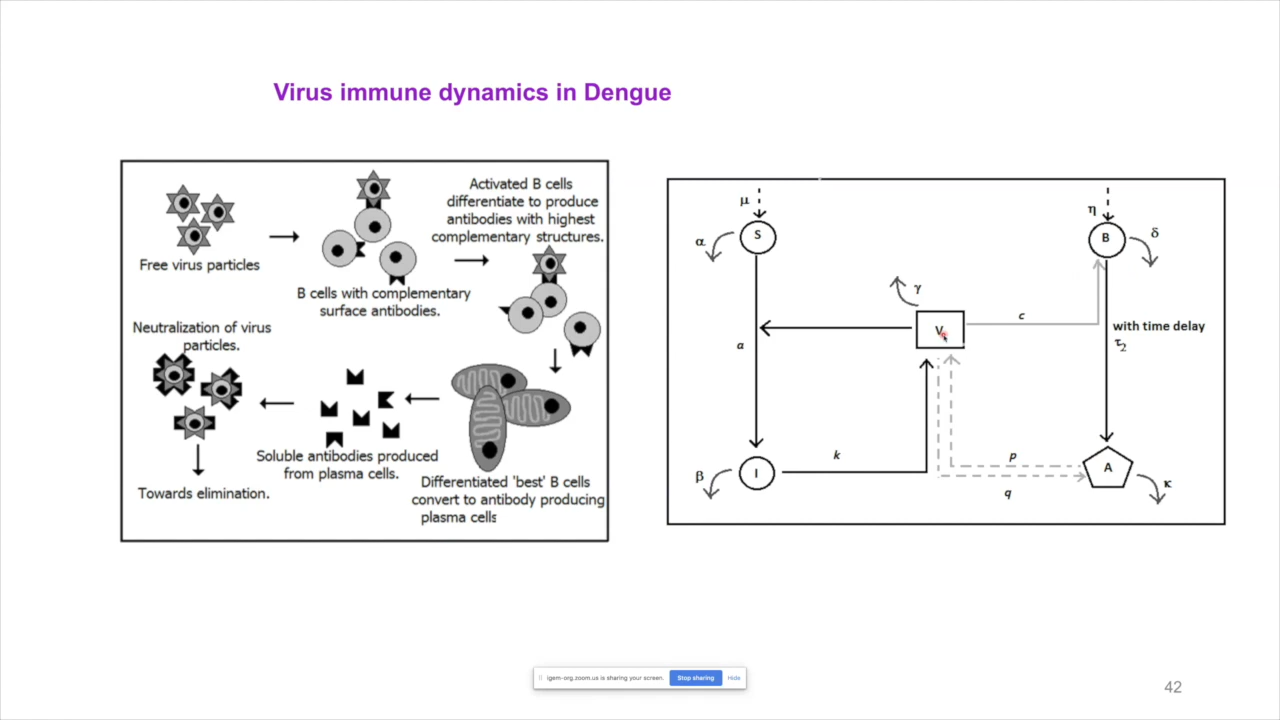 Virus immune dynamics in Dengue
Free virus particles
B cells with complementary
surface antibodies.
Activated B cells
differentiate to produce
antibodies with highest
complementary structures.
Neutralization of virus
particles.
Towards elimination.
Soluble antibodies produced
from plasma cells.
Differentiated 'best' B cells
convert to antibody producing
plasma cells
μ
S
α
a
β
I
k
γ
V
c
η
B
δ
with time delay
τ2
p
q
A
κ
igem-org.zoom.us is sharing your screen.
Stop sharing
Hide
42